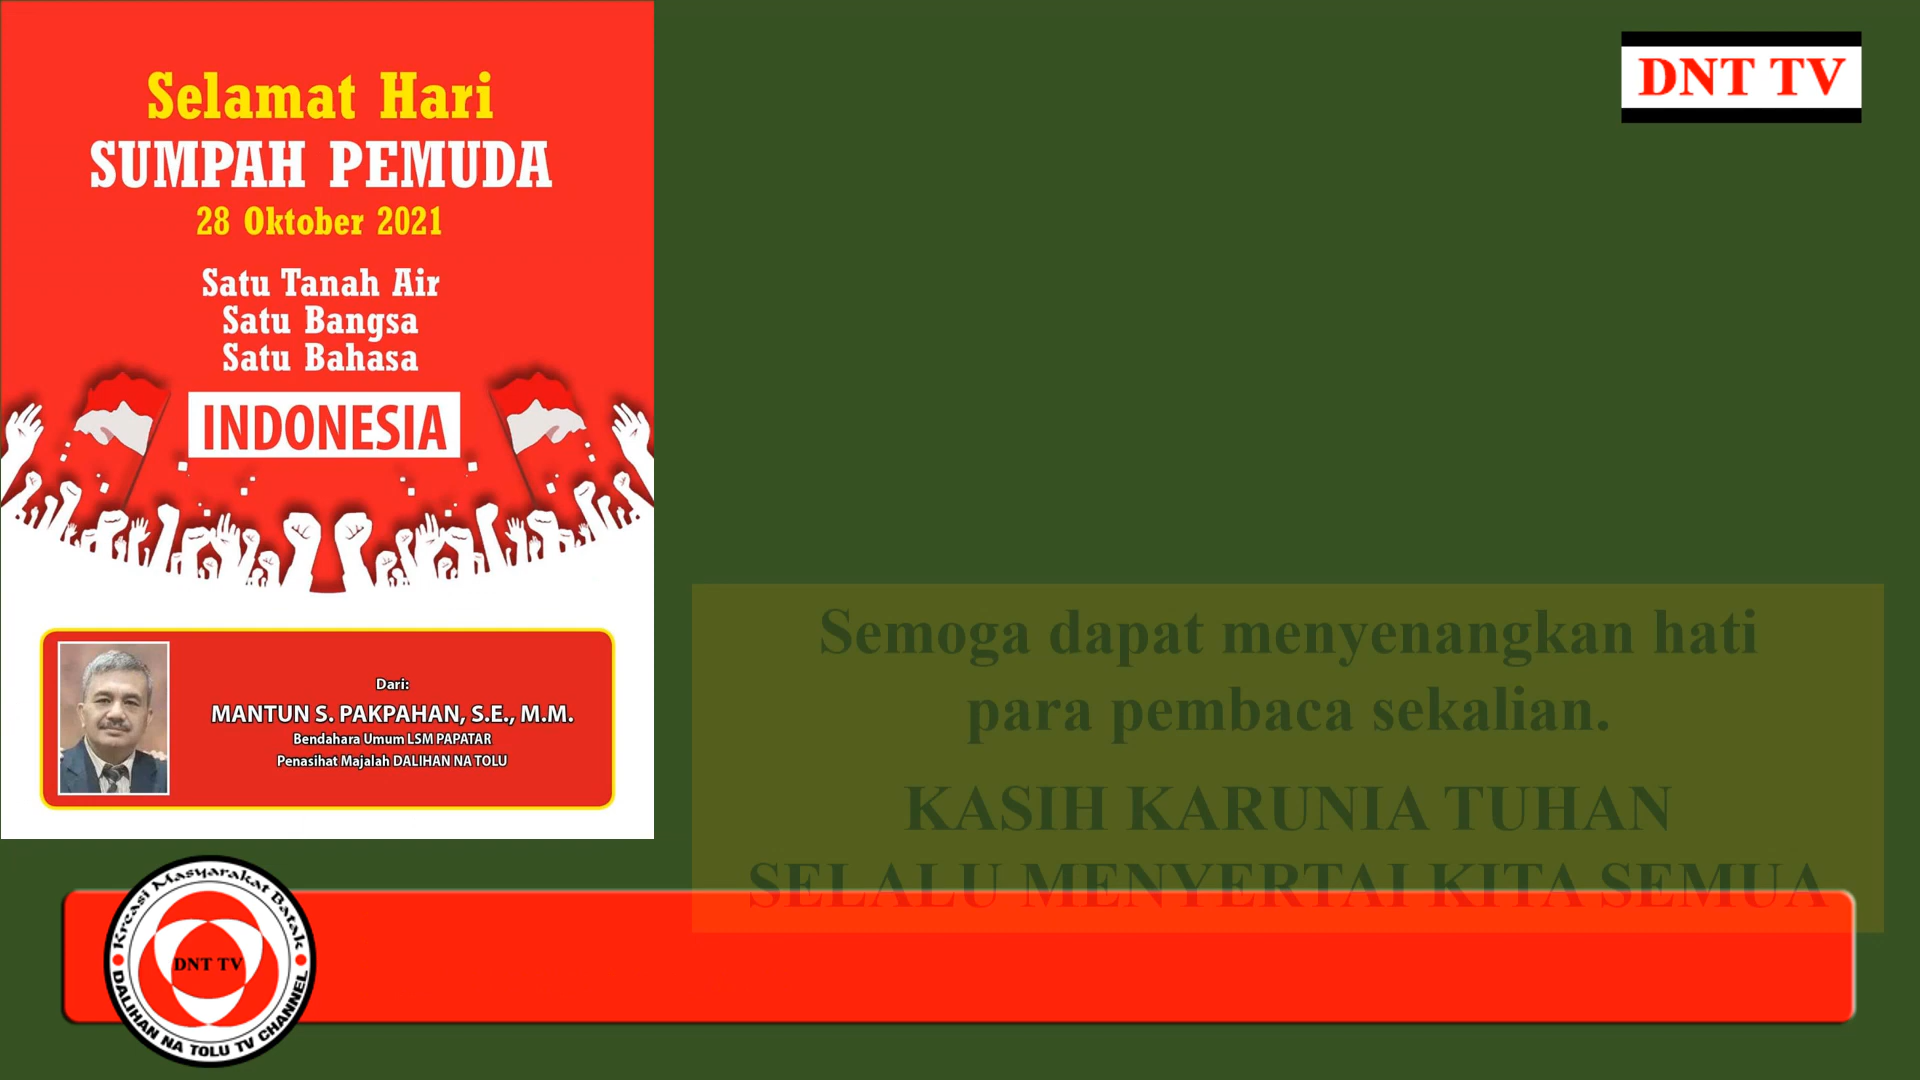 Selamat Hari
SUMPAH PEMUDA
28 Oktober 2021
Satu Tanah Air
Satu Bangsa
Satu Bahasa
INDONESIA
Dari:
MANTUN S. PAKPAHAN, S.E., M.M.
Bendahara Umum LSM PAPATAR
Penasihat Majalah DALIHAN NA TOLU
DNT TV
Semoga dapat menyenangkan hati
para pembaca sekalian.
KASIH KARUNIA TUHAN
SELALU MENYERTAI KITA SEMUA
Kreasi Masyarakat Batak
DNT TV
DALIHAN NA TOLU TV CHANNEL